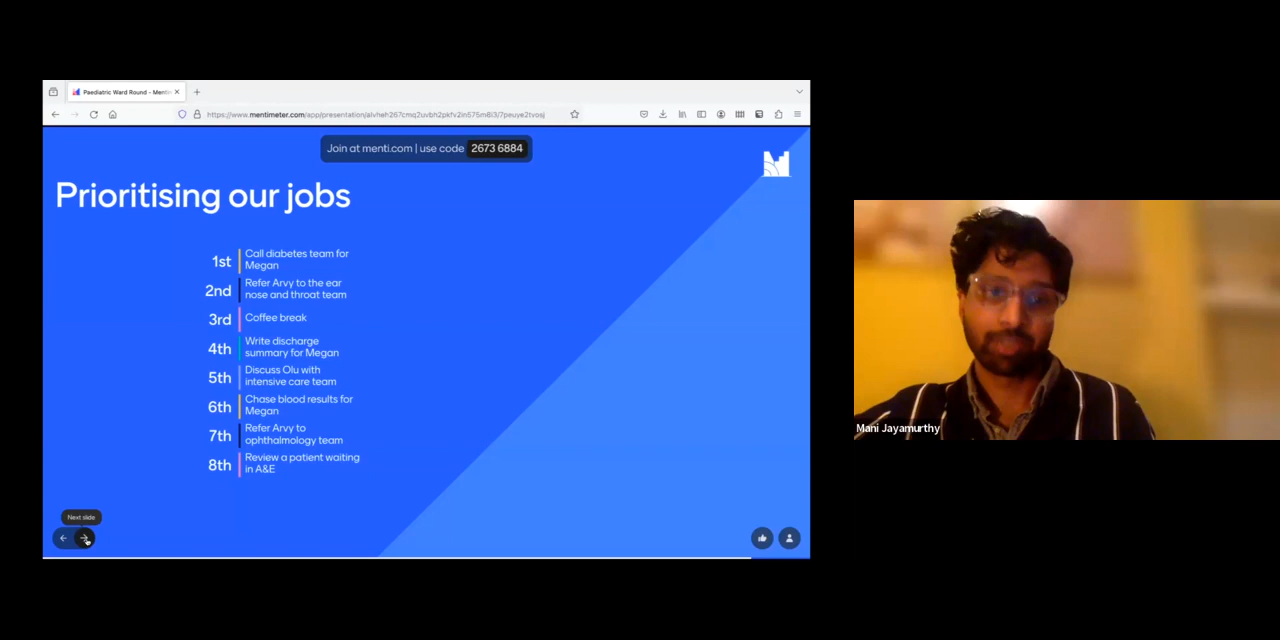 Paediatric Ward Round - Menti
https://www.mentimeter.com/app/presentation/
Join at menti.com | use code 2673 6884
Prioritising our jobs
1st Call diabetes team for
Megan
2nd Refer Arvy to the ear
nose and throat team
3rd Coffee break
4th Write discharge
summary for Megan
5th Discuss Olu with
intensive care team
6th Chase blood results for
Megan
7th Refer Arvy to
ophthalmology team
8th Review a patient waiting
in A&E
Next slide
Mani Jayamurthy